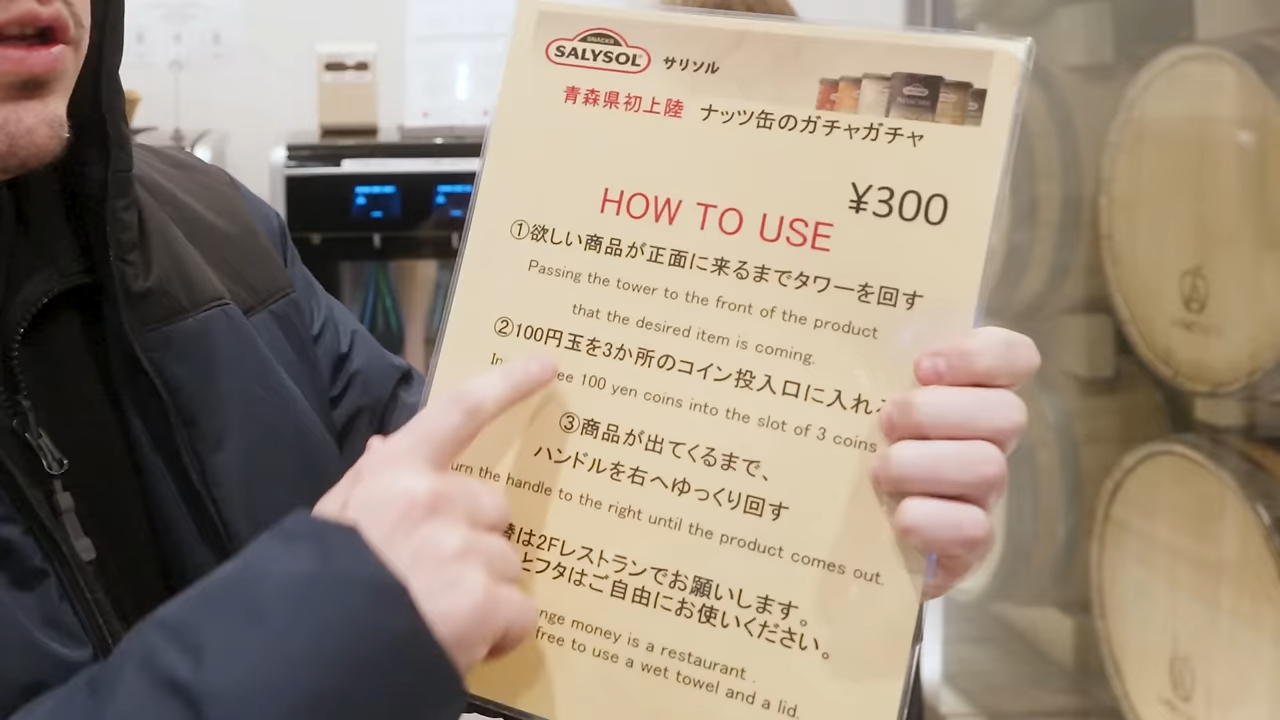 SNACKS
SALYSOL サリソル
青森県初上陸 ナッツ缶のガチャガチャ
¥300
HOW TO USE
①欲しい商品が正面に来るまでタワーを回す
Passing the tower to the front of the product
that the desired item is coming.
②100円玉を3か所のコイン投入口に入れ
100 yen coins into the slot of 3 coins
③商品が出てくるまで、
ハンドルを右へゆっくり回す
the handle to the right until the product comes out.
は2Fレストランでお願いします。
とフタはご自由にお使いください。
money is a restaurant .
free to use a wet towel and a lid.